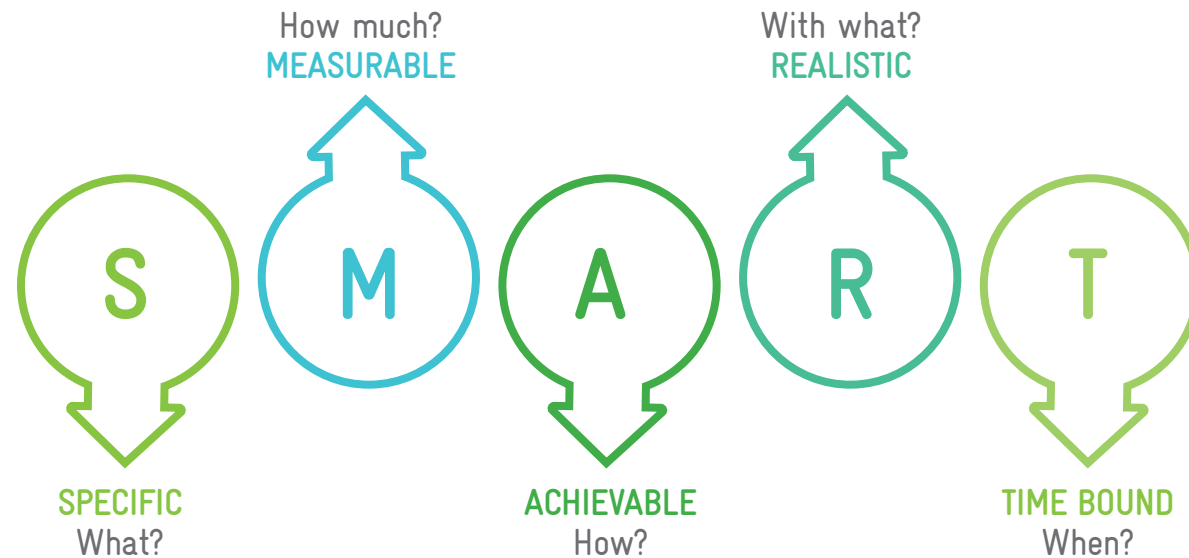 How much?
MEASURABLE
With what?
REALISTIC
S
M
A
R
T
SPECIFIC
What?
ACHIEVABLE
How?
TIME BOUND
When?